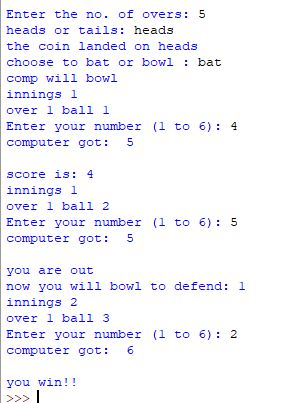 Enter the no. of overs: 5
heads or tails: heads
the coin landed on heads
choose to bat or bowl : bat
comp will bowl
innings 1
over 1 ball 1
Enter your number (1 to 6): 4
computer got:  5
score is: 4
innings 1
over 1 ball 2
Enter your number (1 to 6): 5
computer got:  5
you are out
now you will bowl to defend: 1
innings 2
over 1 ball 3
Enter your number (1 to 6): 2
computer got:  6
you win!!
>>>